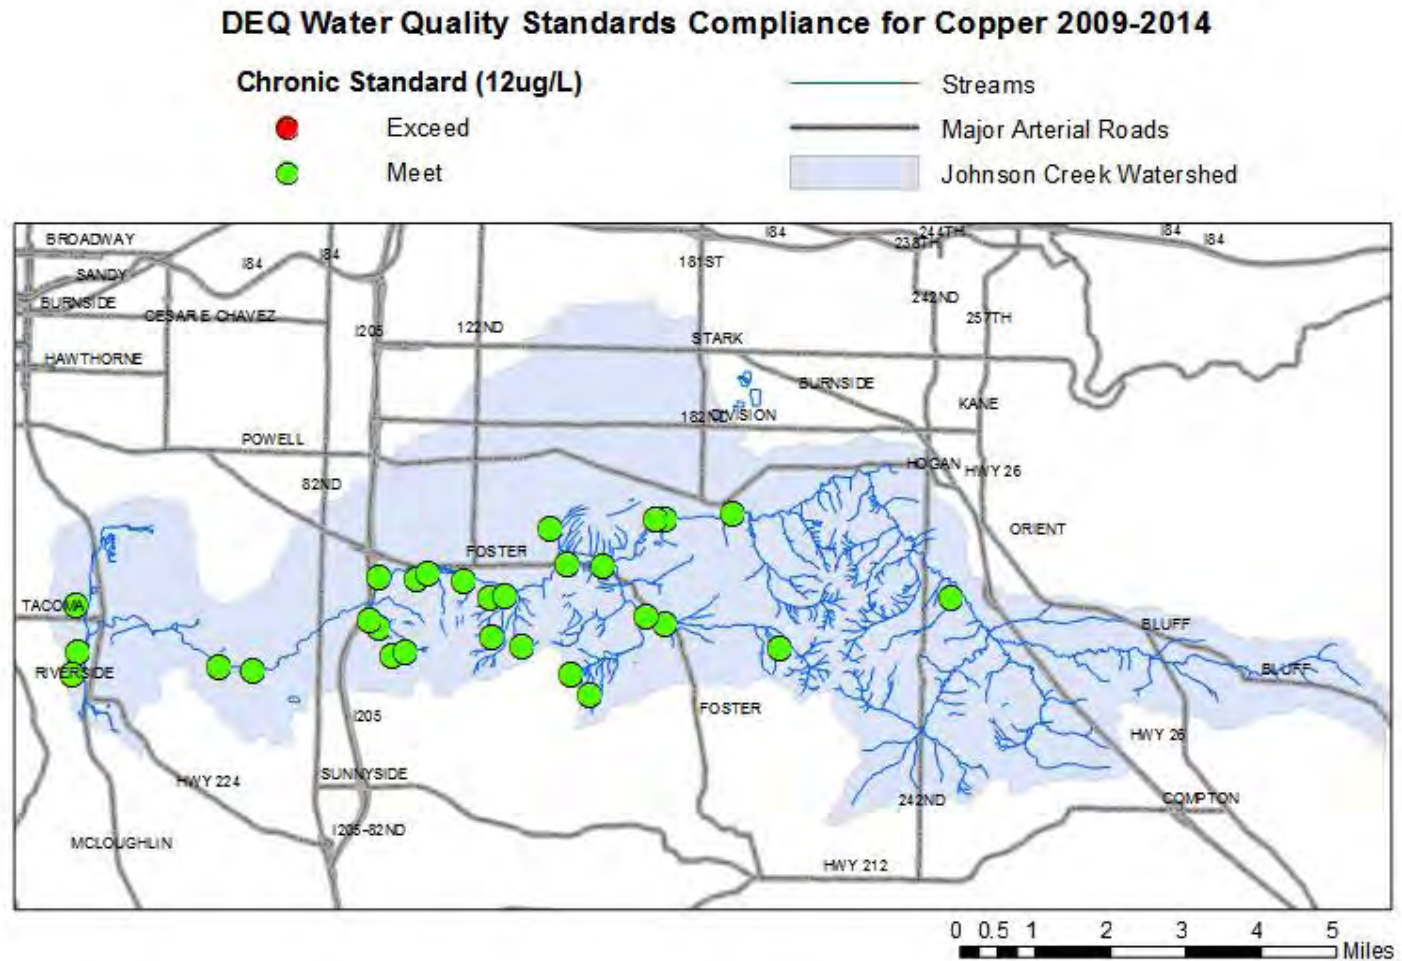 DEQ Water Quality Standards Compliance for Copper 2009-2014
Chronic Standard (12ug/L)
Exceed
Meet
Streams
Major Arterial Roads
Johnson Creek Watershed
BROADWAY
I84
I84
I84
244TH
238TH
I84
I84
SANDY
181ST
BURNSIDE
CESAR E CHAVEZ
I205
122ND
242ND
257TH
HAWTHORNE
STARK
BURNSIDE
KANE
182ND
DIVISION
POWELL
82ND
HOGAN
HWY 26
ORIENT
FOSTER
TACOMA
BLUFF
RIVERSIDE
BLUFF
I205
FOSTER
HWY 26
HWY 224
SUNNYSIDE
242ND
COMPTON
I205-82ND
MCLOUGHLIN
HWY 212
0 0.5 1 2 3 4 5
Miles